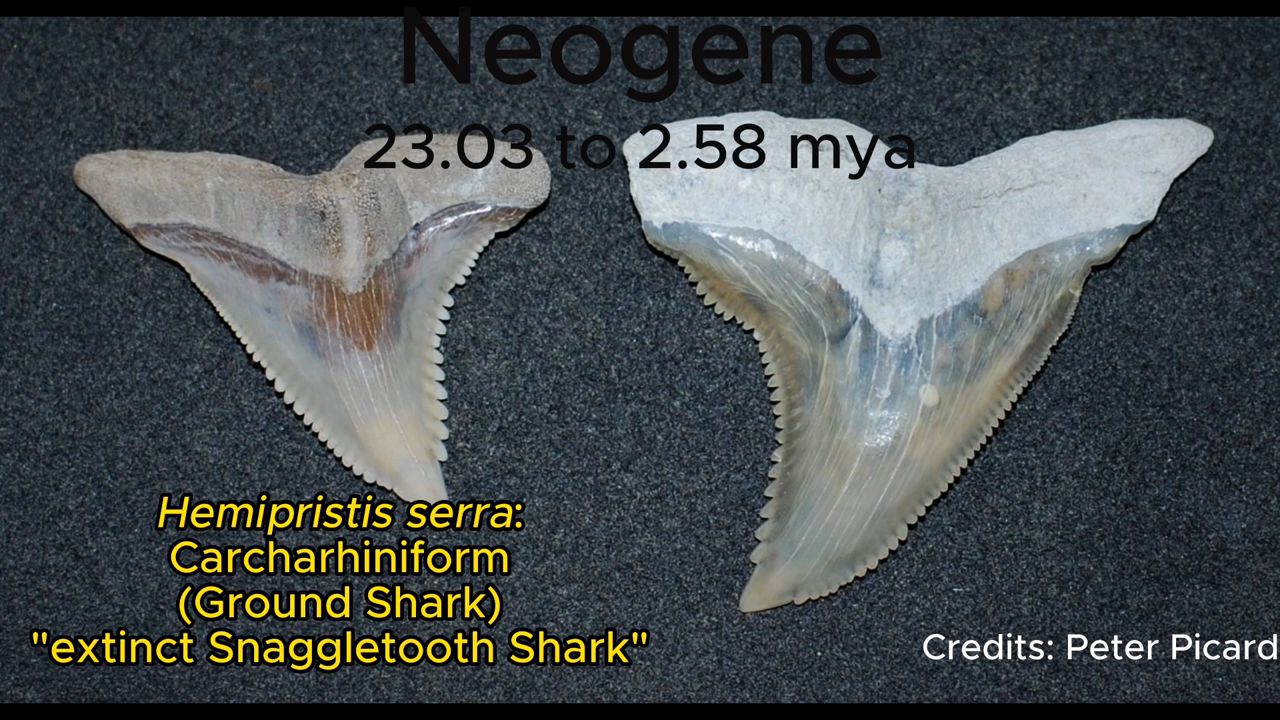 Neogene
23.03 to 2.58 mya
Hemipristis serra:
Carcharhiniform
(Ground Shark)
"extinct Snaggletooth Shark"
Credits: Peter Picard